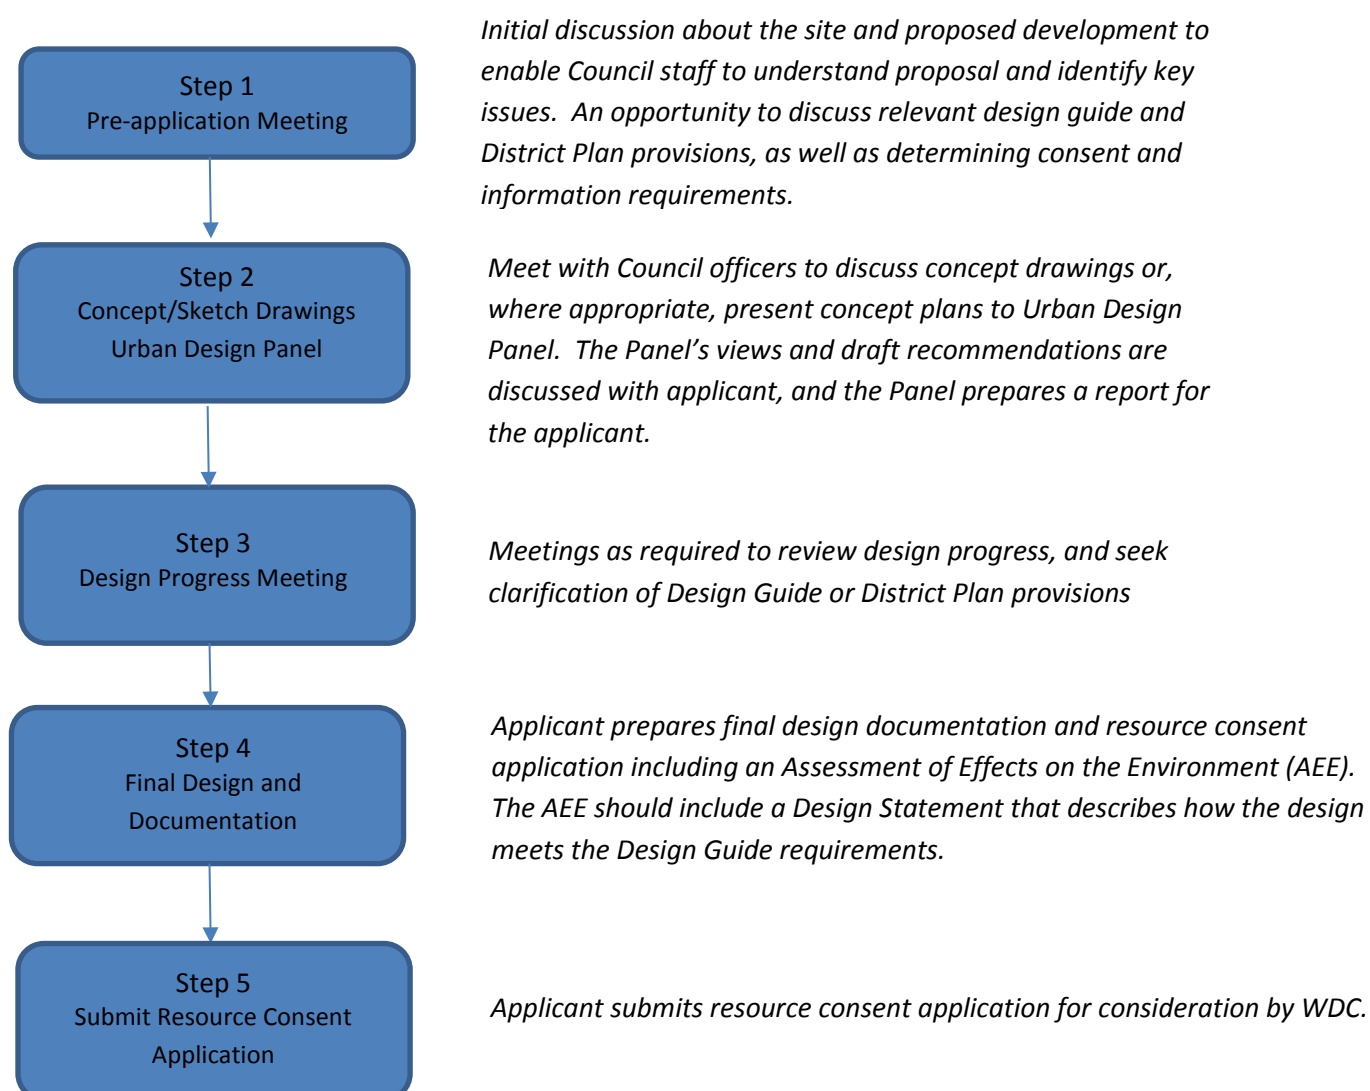 Step 1
Pre-application Meeting
Initial discussion about the site and proposed development to
enable Council staff to understand proposal and identify key
issues.  An opportunity to discuss relevant design guide and
District Plan provisions, as well as determining consent and
information requirements.
Step 2
Concept/Sketch Drawings
Urban Design Panel
Meet with Council officers to discuss concept drawings or,
where appropriate, present concept plans to Urban Design
Panel.  The Panel’s views and draft recommendations are
discussed with applicant, and the Panel prepares a report for
the applicant.
Step 3
Design Progress Meeting
Meetings as required to review design progress, and seek
clarification of Design Guide or District Plan provisions
Step 4
Final Design and
Documentation
Applicant prepares final design documentation and resource consent
application including an Assessment of Effects on the Environment (AEE).
The AEE should include a Design Statement that describes how the design
meets the Design Guide requirements.
Step 5
Submit Resource Consent
Application
Applicant submits resource consent application for consideration by WDC.